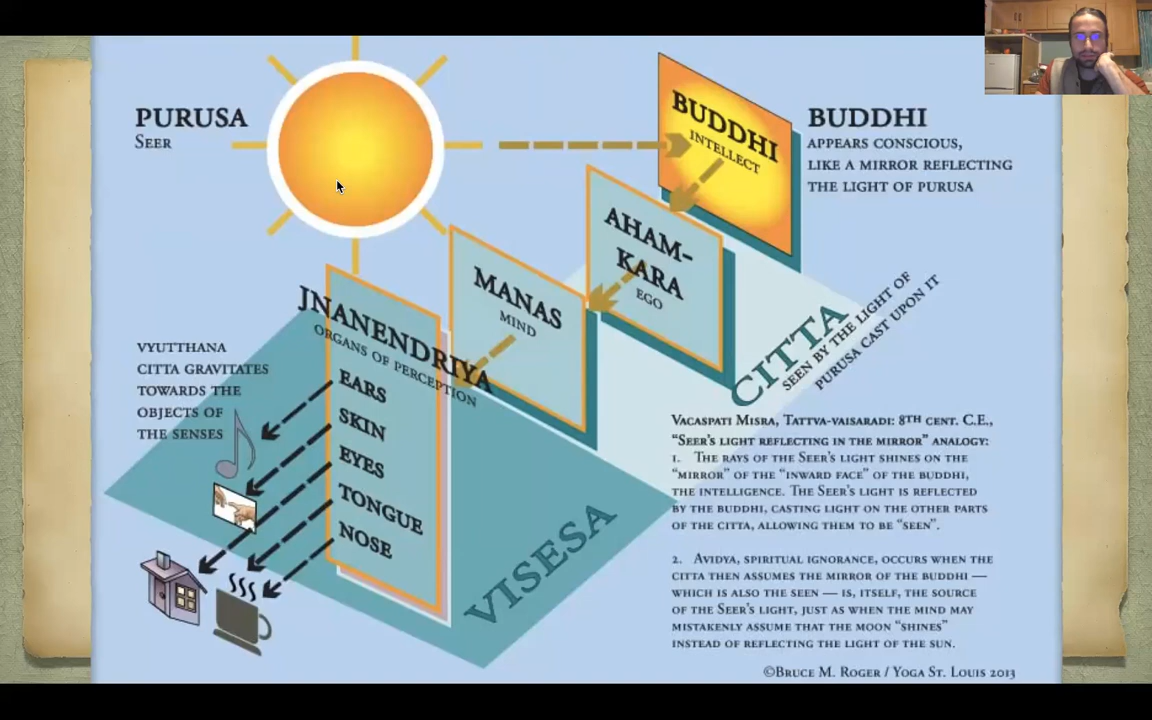 PURUSA
SEER
BUDDHI
INTELLECT
BUDDHI
APPEARS CONSCIOUS,
LIKE A MIRROR REFLECTING
THE LIGHT OF PURUSA
AHAM-
KARA
EGO
MANAS
MIND
JNANENDRIYA
ORGANS OF PERCEPTION
EARS
SKIN
EYES
TONGUE
NOSE
VYUTTHANA
CITTA GRAVITATES
TOWARDS THE
OBJECTS OF
THE SENSES
CITTA
SEEN BY THE LIGHT OF
PURUSA CAST UPON IT
VISESA
VACASPATI MISRA, TATTVA-VAISARADI: 8TH CENT. C.E.,
"SEER'S LIGHT REFLECTING IN THE MIRROR" ANALOGY:
1. THE RAYS OF THE SEER'S LIGHT SHINES ON THE
"MIRROR" OF THE "INWARD FACE" OF THE BUDDHI,
THE INTELLIGENCE. THE SEER'S LIGHT IS REFLECTED
BY THE BUDDHI, CASTING LIGHT ON THE OTHER PARTS
OF THE CITTA, ALLOWING THEM TO BE "SEEN".
2. AVIDYA, SPIRITUAL IGNORANCE, OCCURS WHEN THE
CITTA THEN ASSUMES THE MIRROR OF THE BUDDHI —
WHICH IS ALSO THE SEEN — IS, ITSELF, THE SOURCE
OF THE SEER'S LIGHT, JUST AS WHEN THE MIND MAY
MISTAKENLY ASSUME THAT THE MOON "SHINES"
INSTEAD OF REFLECTING THE LIGHT OF THE SUN.
©BRUCE M. ROGER / YOGA ST. LOUIS 2013